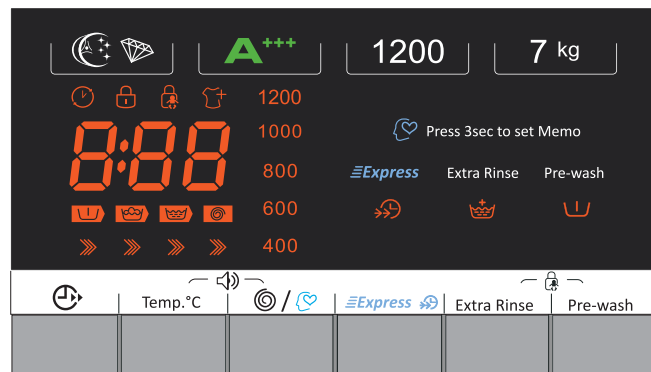 A+++
1200
7 kg
1200
8:88
1000
Press 3sec to set Memo
800
Express
Extra Rinse
Pre-wash
600
400
Temp.°C
/
Express
Extra Rinse
Pre-wash